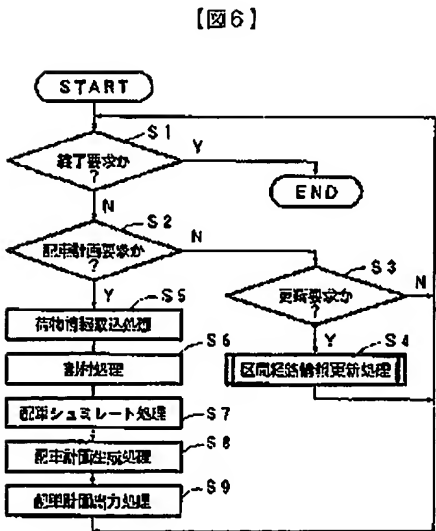 【図6】
START
S1
終了要求か
?
Y
END
N
S2
配車計画要求か
?
N
S3
更新要求か
?
N
Y
S5
荷物情報取込処理
Y
S4
区間経路情報更新処理
S6
割付処理
S7
配車シュミレート処理
S8
配車計画生成処理
S9
配車計画出力処理